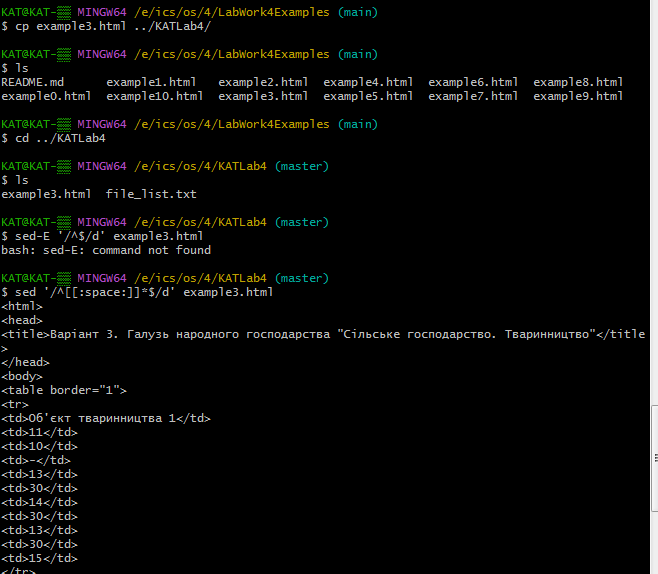 KAT@KAT-▒▒ MINGW64 /e/ics/os/4/LabWork4Examples (main)
$ cp example3.html ../KATLab4/
KAT@KAT-▒▒ MINGW64 /e/ics/os/4/LabWork4Examples (main)
$ ls
README.md example1.html example2.html example4.html example6.html example8.html
example0.html example10.html example3.html example5.html example7.html example9.html
KAT@KAT-▒▒ MINGW64 /e/ics/os/4/LabWork4Examples (main)
$ cd ../KATLab4
KAT@KAT-▒▒ MINGW64 /e/ics/os/4/KATLab4 (master)
$ ls
example3.html file_list.txt
KAT@KAT-▒▒ MINGW64 /e/ics/os/4/KATLab4 (master)
$ sed-E '/^$/d' example3.html
bash: sed-E: command not found
KAT@KAT-▒▒ MINGW64 /e/ics/os/4/KATLab4 (master)
$ sed '/^[[:space:]]*$/d' example3.html
<html>
<head>
<title>Варіант 3. Галузь народного господарства "Сільське господарство. Тваринництво"</title
>
</head>
<body>
<table border="1">
<tr>
<td>Об'єкт тваринництва 1</td>
<td>11</td>
<td>10</td>
<td>-</td>
<td>13</td>
<td>30</td>
<td>14</td>
<td>30</td>
<td>13</td>
<td>30</td>
<td>15</td>
</tr>